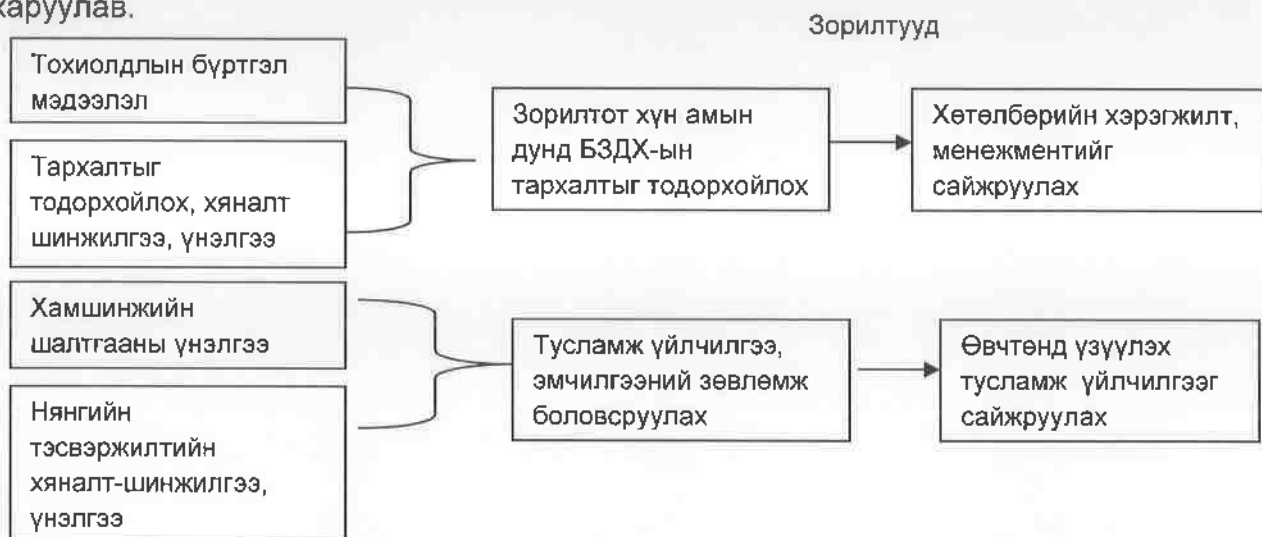 харуулав.
Зорилтууд
Тохиолдлын бүртгэл
мэдээлэл
Тархалтыг
тодорхойлох, хяналт
шинжилгээ, үнэлгээ
Зорилтот хүн амын
дунд БЗДХ-ын
тархалтыг тодорхойлох
Хөтөлбөрийн хэрэгжилт,
менежментийг
сайжруулах
Хамшинжийн
шалтгааны үнэлгээ
Нянгийн
тэсвэржилтийн
хяналт-шинжилгээ,
үнэлгээ
Тусламж үйлчилгээ,
эмчилгээний зөвлөмж
боловсруулах
Өвчтөнд үзүүлэх
тусламж үйлчилгээг
сайжруулах